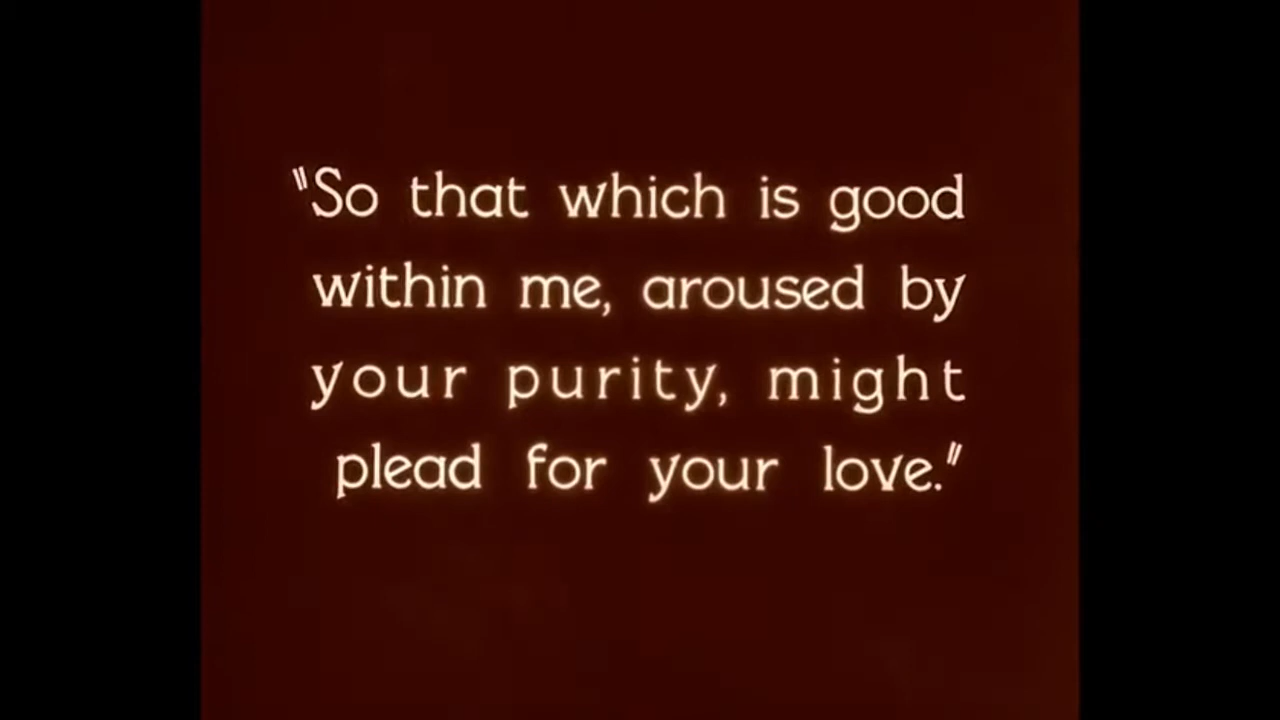 "So that which is good
within me, aroused by
your purity, might
plead for your love."